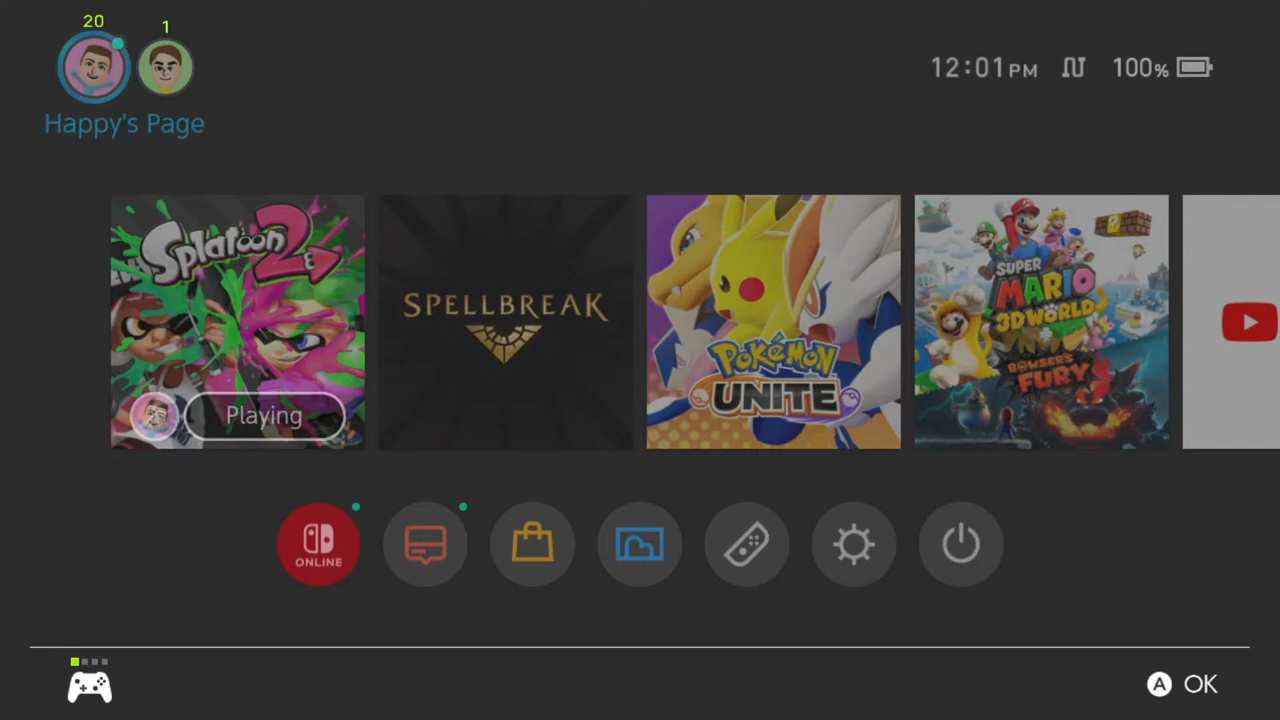 20
1
Happy's Page
12:01 PM
100%
Splatoon 2
Playing
SPELLBREAK
POKÉMON
UNITE
SUPER
MARIO
3D WORLD
BOWSER'S
FURY
ONLINE
A OK